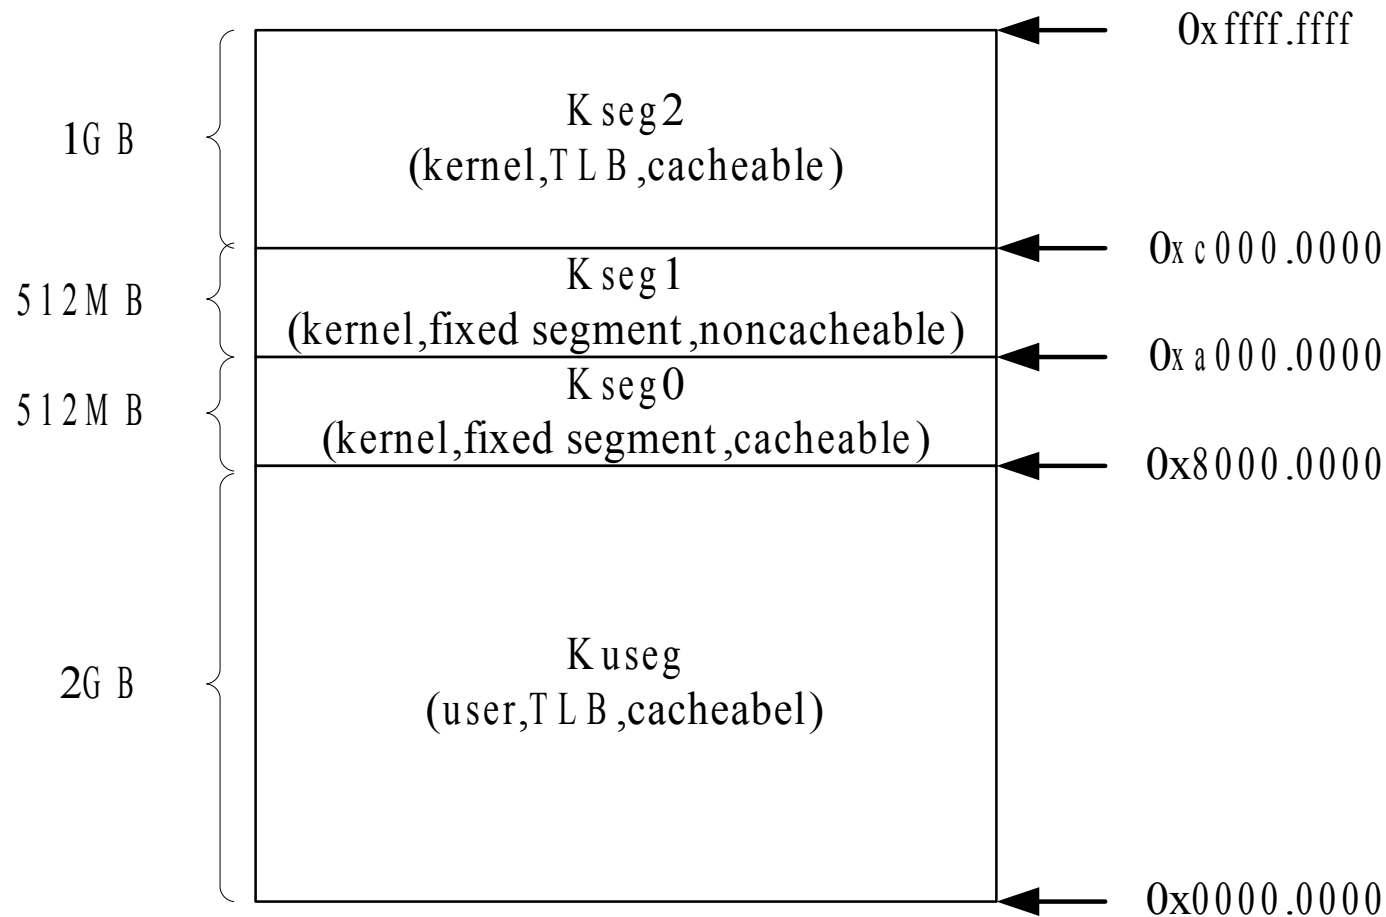 0xffff.ffff
Kseg2
1GB
(kernel,TLB,cacheable)
0xc000.0000
Kseg1
512MB
(kernel,fixed segment,noncacheable)
0xa000.0000
Kseg0
512MB
(kernel,fixed segment,cacheable)
0x8000.0000
Kuseg
2GB
(user,TLB,cacheabel)
0x0000.0000